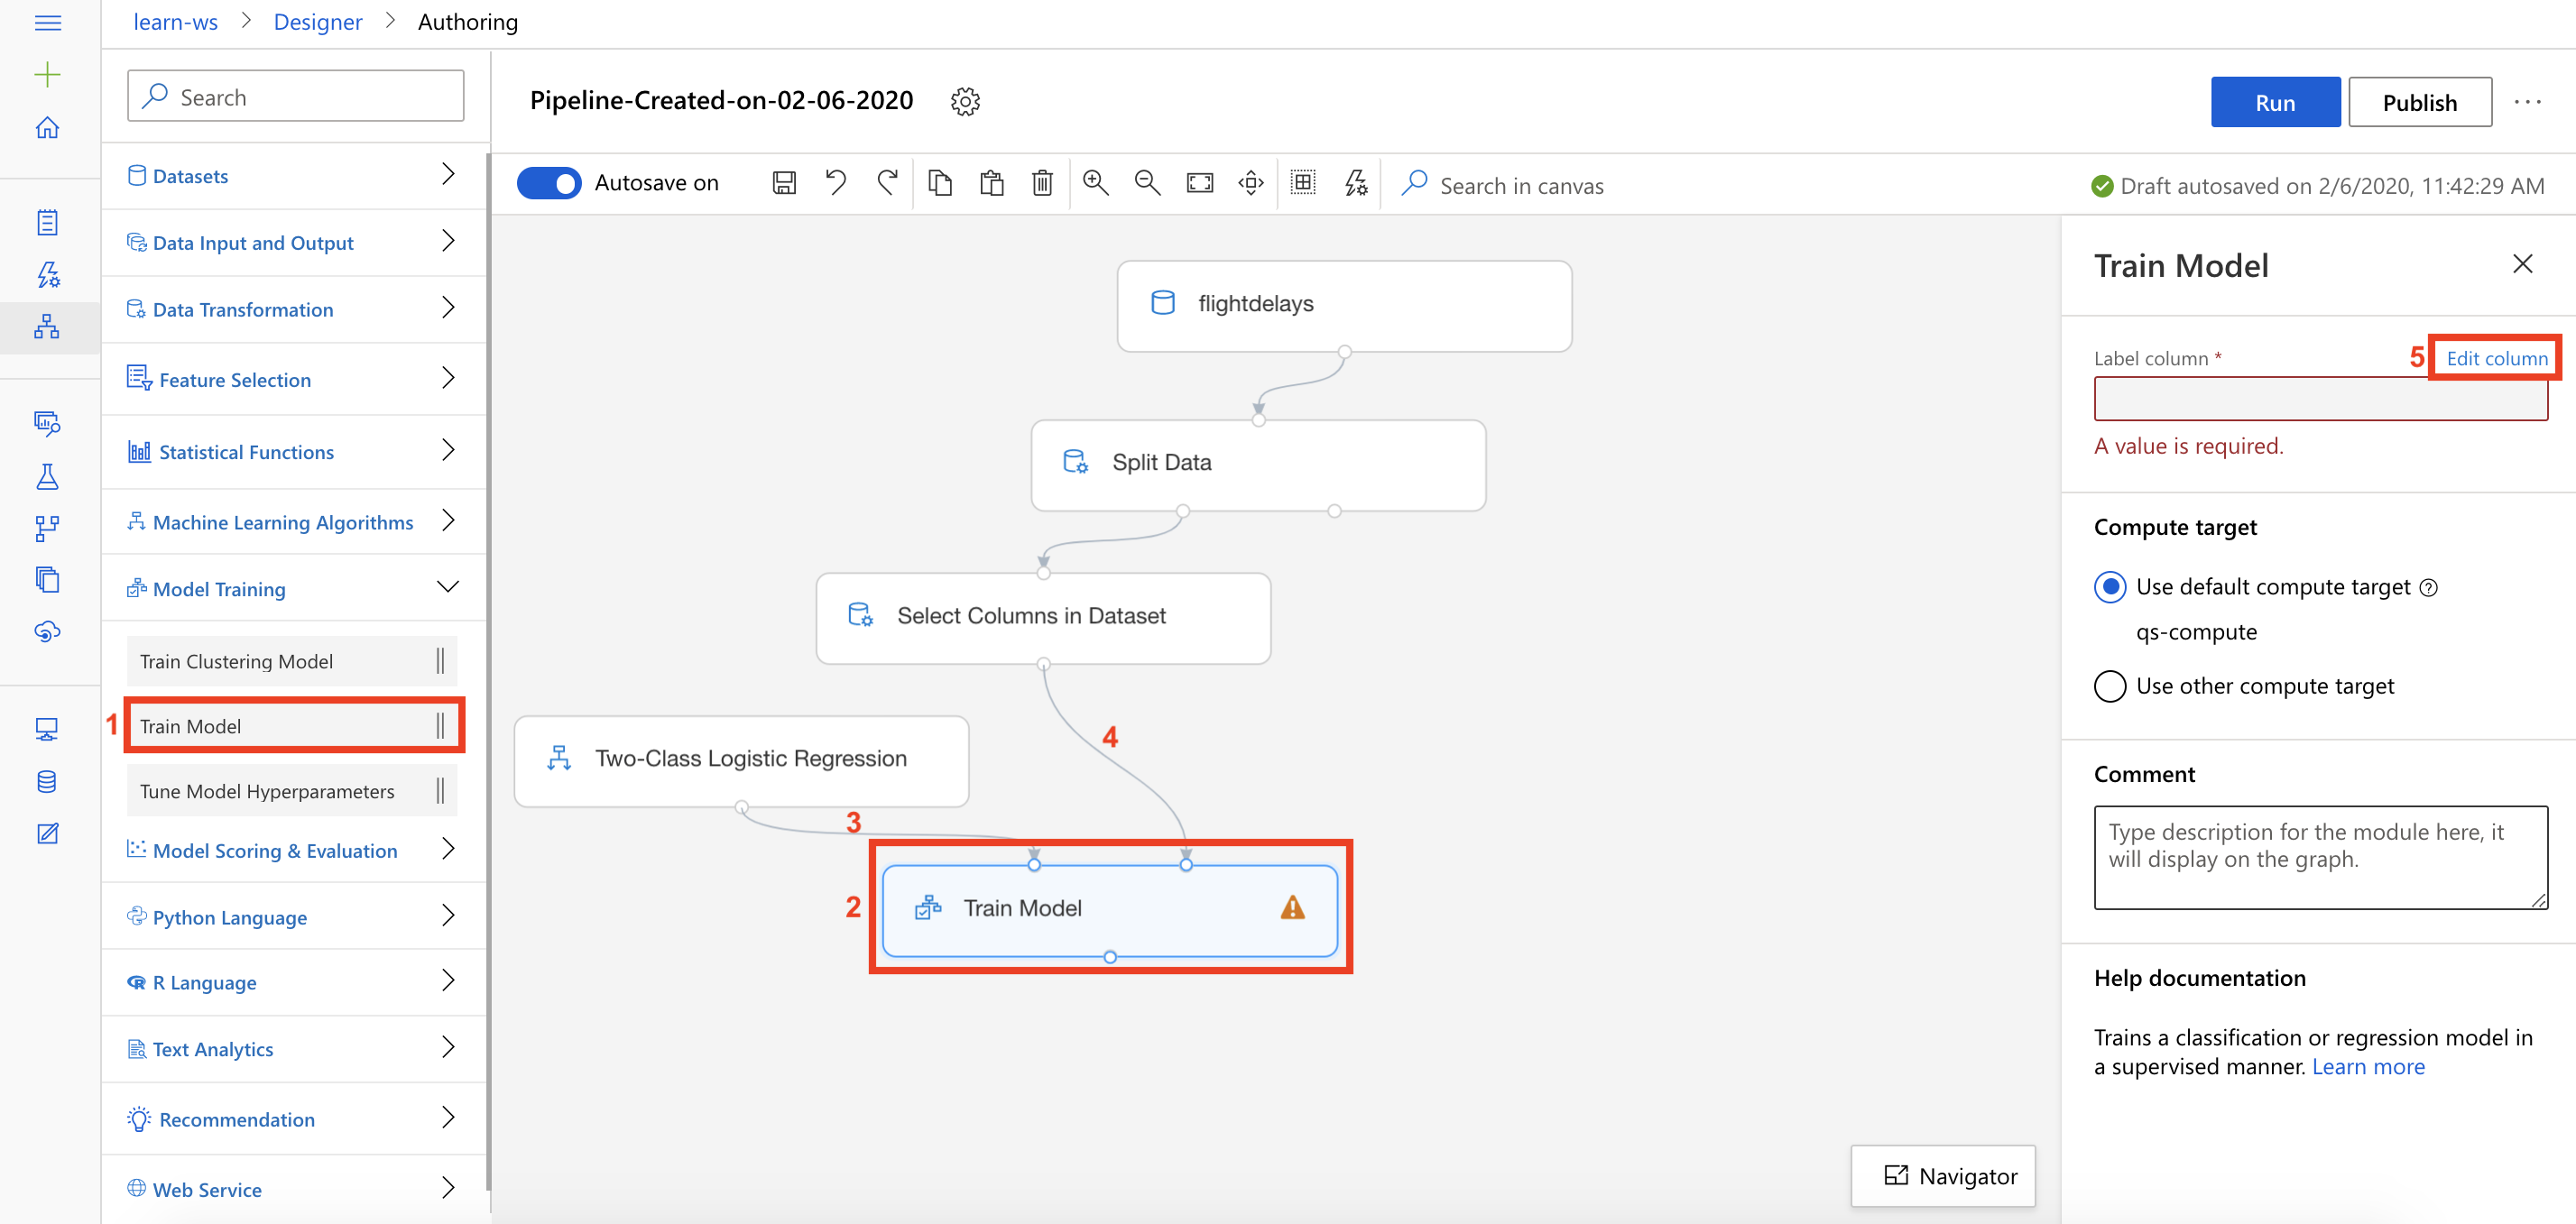 learn-ws > Designer > Authoring
Search
Datasets
Data Input and Output
Data Transformation
Feature Selection
Statistical Functions
Machine Learning Algorithms
Model Training
Train Clustering Model
1 Train Model
Tune Model Hyperparameters
Model Scoring & Evaluation
Python Language
R Language
Text Analytics
Recommendation
Web Service
Pipeline-Created-on-02-06-2020
Run
Publish
Autosave on
Search in canvas
Draft autosaved on 2/6/2020, 11:42:29 AM
flightdelays
Split Data
Select Columns in Dataset
4
Two-Class Logistic Regression
3
2 Train Model
Navigator
Train Model
Label column * 5 Edit column
A value is required.
Compute target
Use default compute target
qs-compute
Use other compute target
Comment
Type description for the module here, it
will display on the graph.
Help documentation
Trains a classification or regression model in
a supervised manner. Learn more